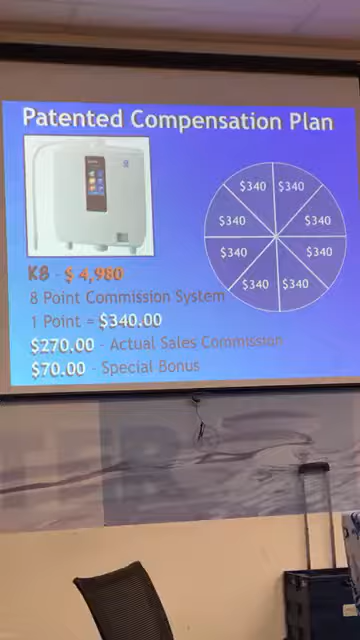 Patented Compensation Plan
$340 $340
$340 $340
$340 $340
$340 $340
K8 - $ 4,980
8 Point Commission System
1 Point = $340.00
$270.00 - Actual Sales Commission
$70.00 - Special Bonus
TER